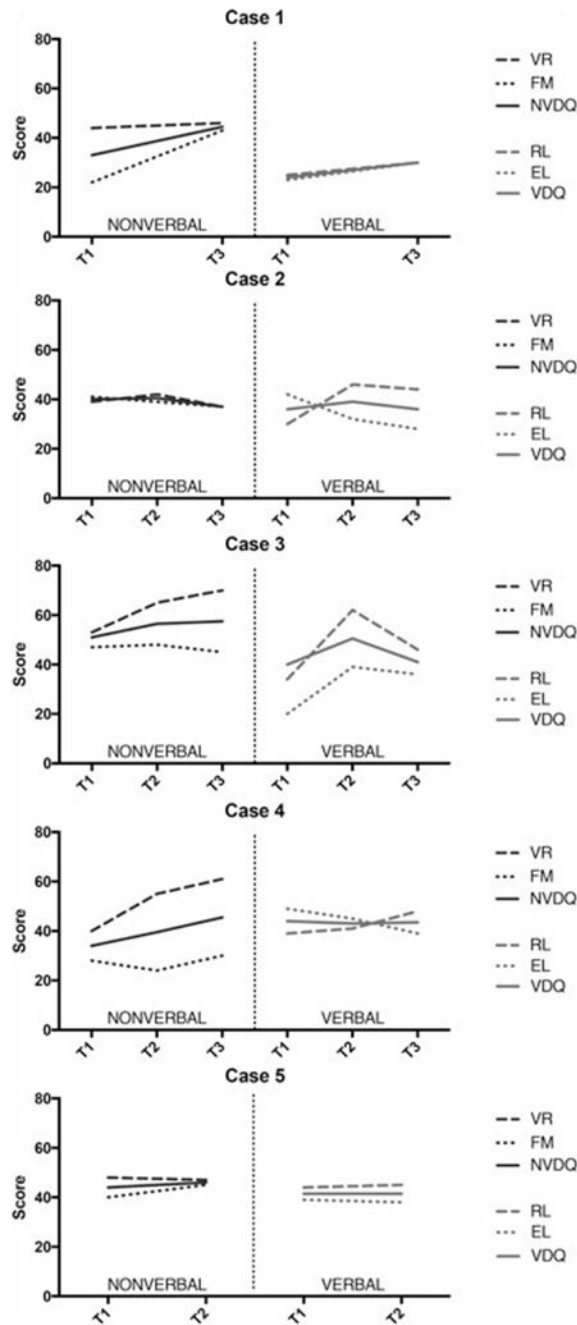 Case 1
80
60
40
20
0
Score
NONVERBAL
VERBAL
T1
T3
T1
T3
VR
FM
NVDQ
RL
EL
VDQ
Case 2
80
60
40
20
0
Score
NONVERBAL
VERBAL
T1
T2
T3
T1
T2
T3
VR
FM
NVDQ
RL
EL
VDQ
Case 3
80
60
40
20
0
Score
NONVERBAL
VERBAL
T1
T2
T3
T1
T2
T3
VR
FM
NVDQ
RL
EL
VDQ
Case 4
80
60
40
20
0
Score
NONVERBAL
VERBAL
T1
T2
T3
T1
T2
T3
VR
FM
NVDQ
RL
EL
VDQ
Case 5
80
60
40
20
0
Score
NONVERBAL
VERBAL
T1
T2
T1
T2
VR
FM
NVDQ
RL
EL
VDQ